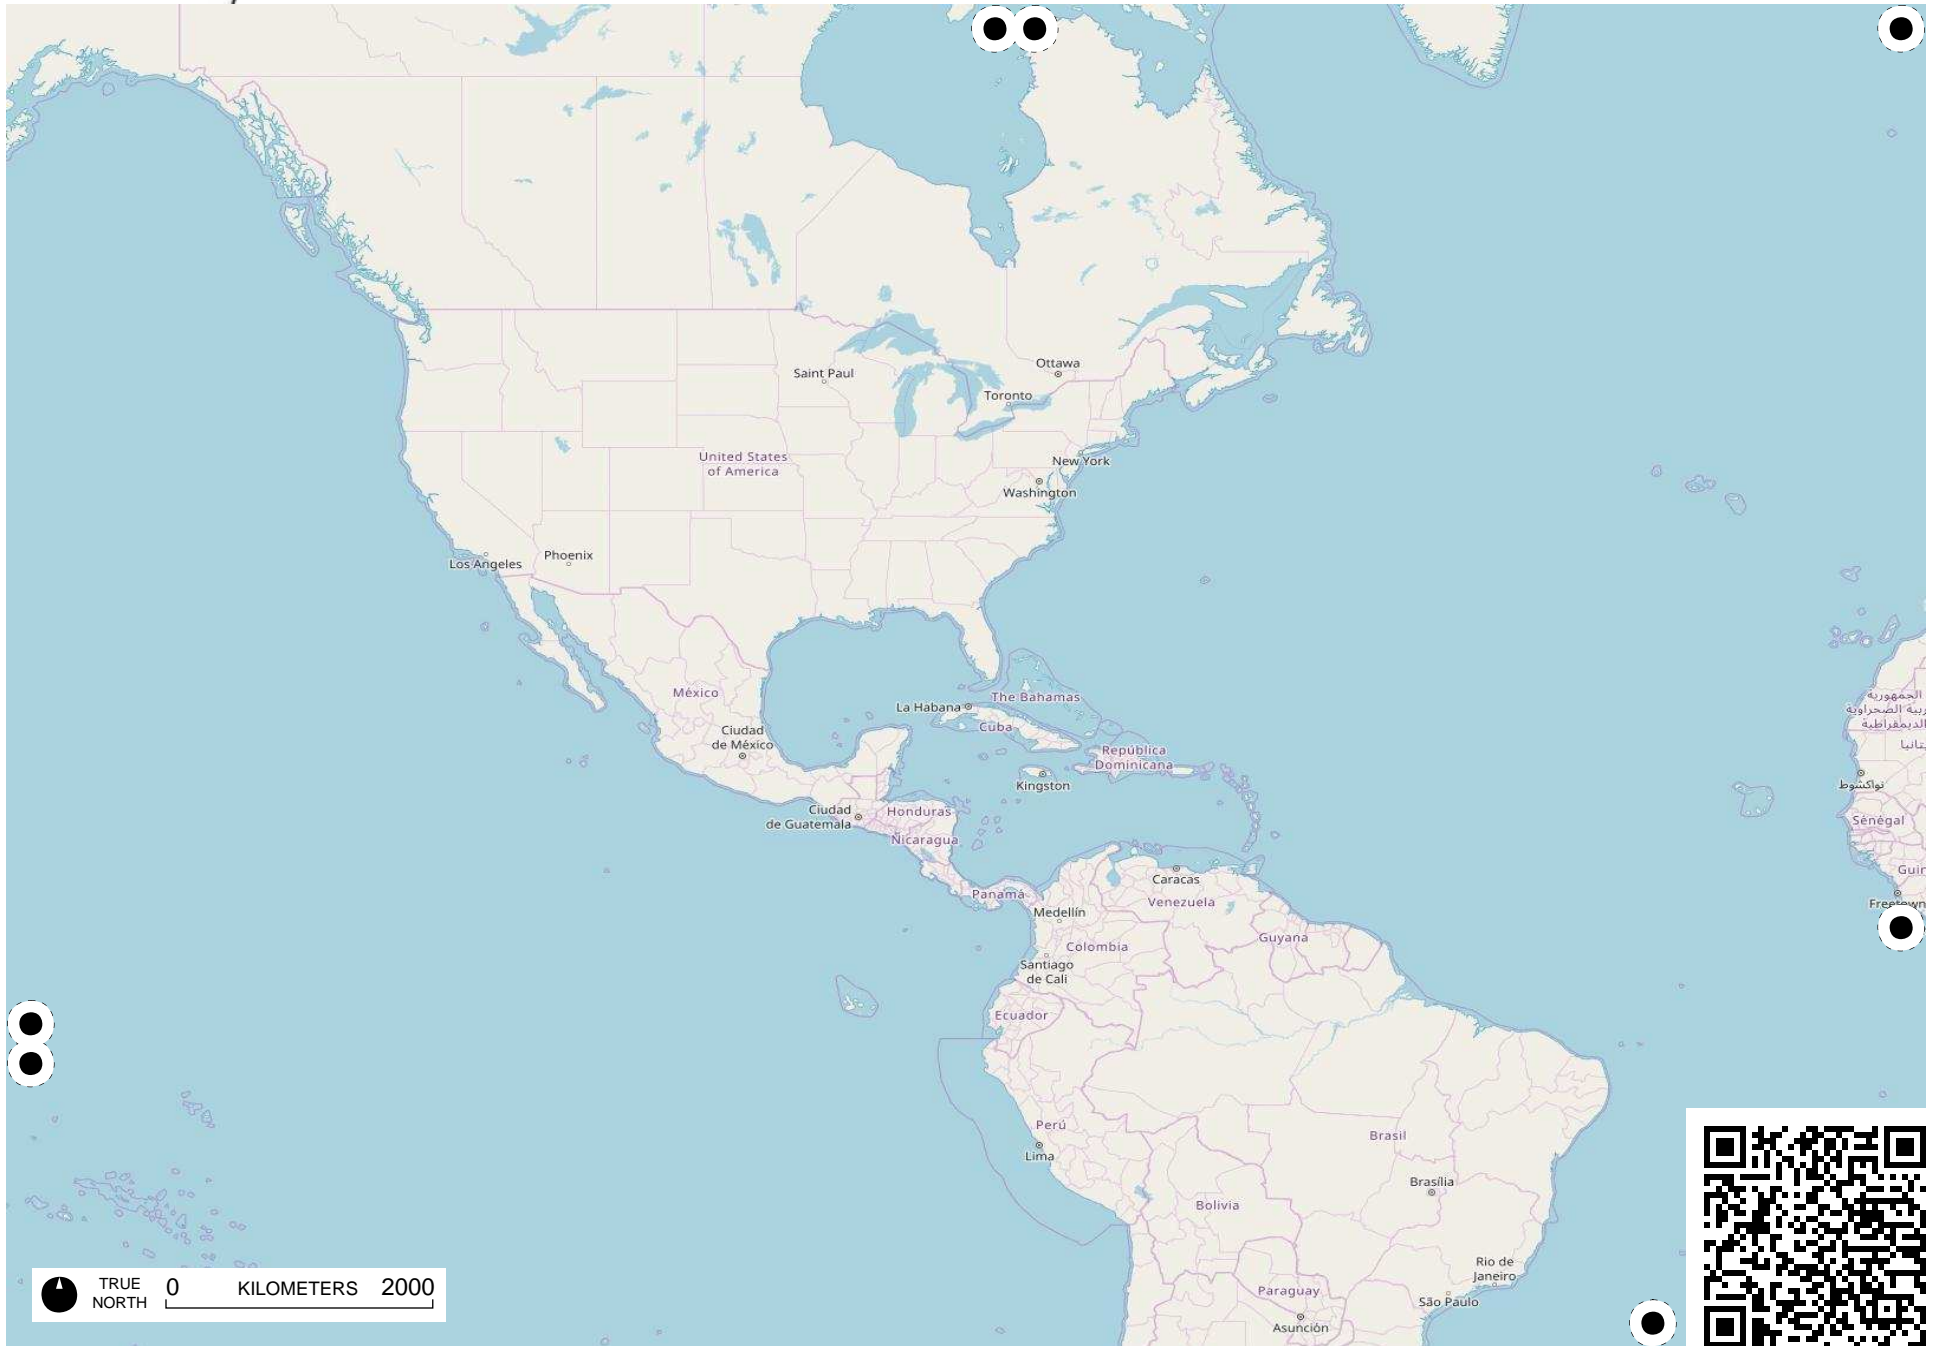 Ottawa
Saint Paul
Toronto
United States
of America
New York
Washington
Phoenix
Los Angeles
México
The Bahamas
La Habana
Cuba
Ciudad
de México
República
Dominicana
Kingston
Ciudad
de Guatemala
Honduras
Nicaragua
نواكشوط
Sénégal
Caracas
Panamá
Venezuela
Medellín
Guyana
Colombia
Santiago
de Cali
Ecuador
Freetown
Perú
Brasil
Lima
Brasília
Bolivia
Rio de
Janeiro
Paraguay
São Paulo
Asunción
TRUE
NORTH
0 KILOMETERS 2000